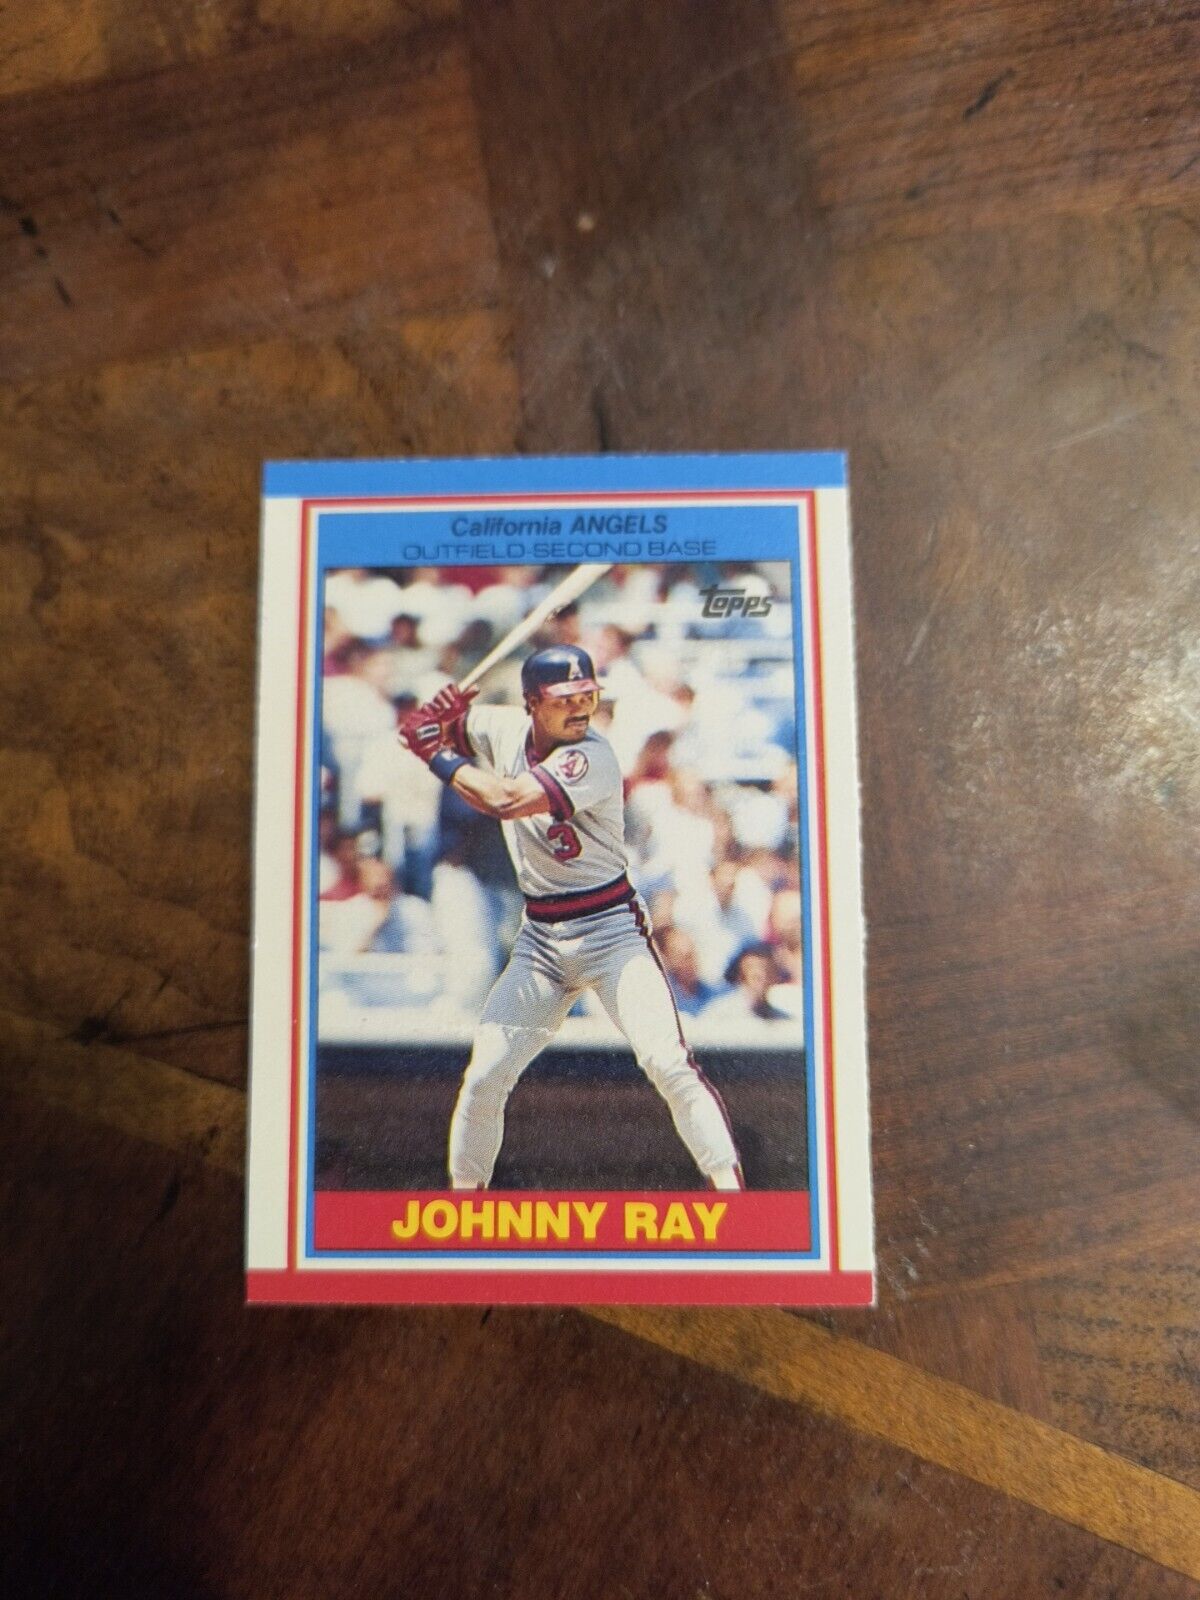 California ANGELS
OUTFIELD-SECOND BASE
Topps
A
A
3
JOHNNY RAY